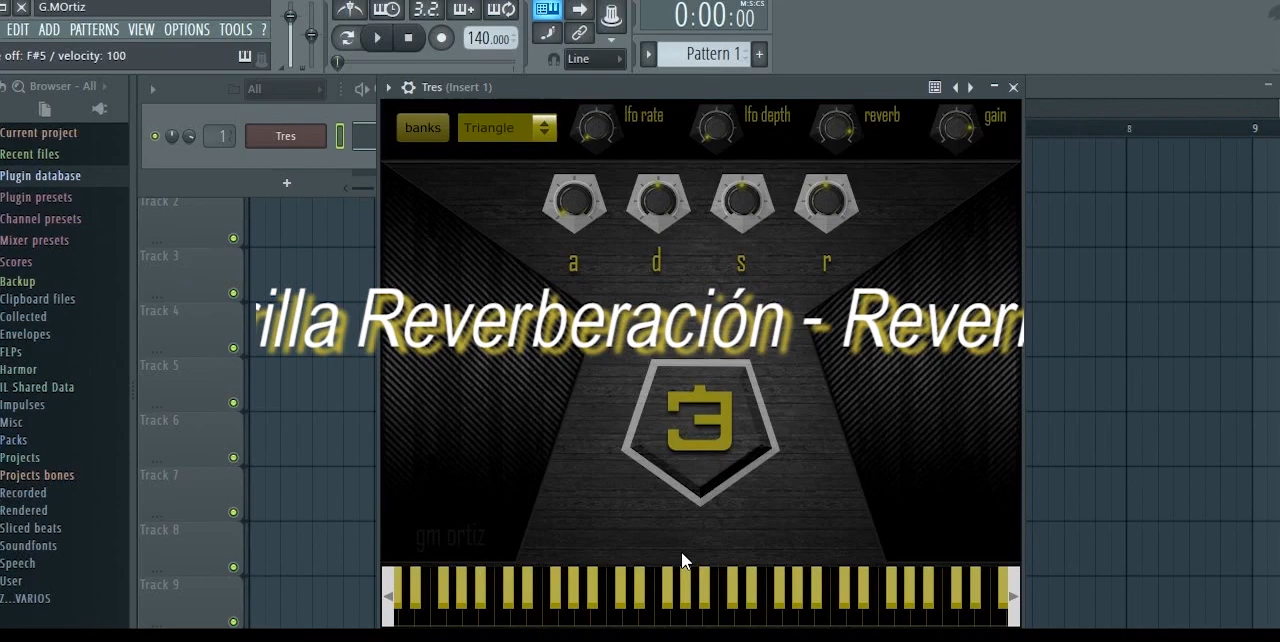 G.MOrtiz
EDIT ADD PATTERNS VIEW OPTIONS TOOLS ?
off: F#5 / velocity: 100
3.2.
140.000
Line
0:00:00
M:S:CS
Pattern 1
Browser - All
Current project
Recent files
Plugin database
Plugin presets
Channel presets
Mixer presets
Scores
Backup
Clipboard files
Collected
Envelopes
FLPs
Harmor
IL Shared Data
Impulses
Misc
Packs
Projects
Projects bones
Recorded
Rendered
Sliced beats
Soundfonts
Speech
User
Z...VARIOS
All
1
Tres
Track 2
Track 3
Track 4
Track 5
Track 6
Track 7
Track 8
Track 9
Tres (Insert 1)
banks
Triangle
lfo rate
lfo depth
reverb
gain
a d s r
illa Reverberación - Rever
3
gm ortiz
8
9